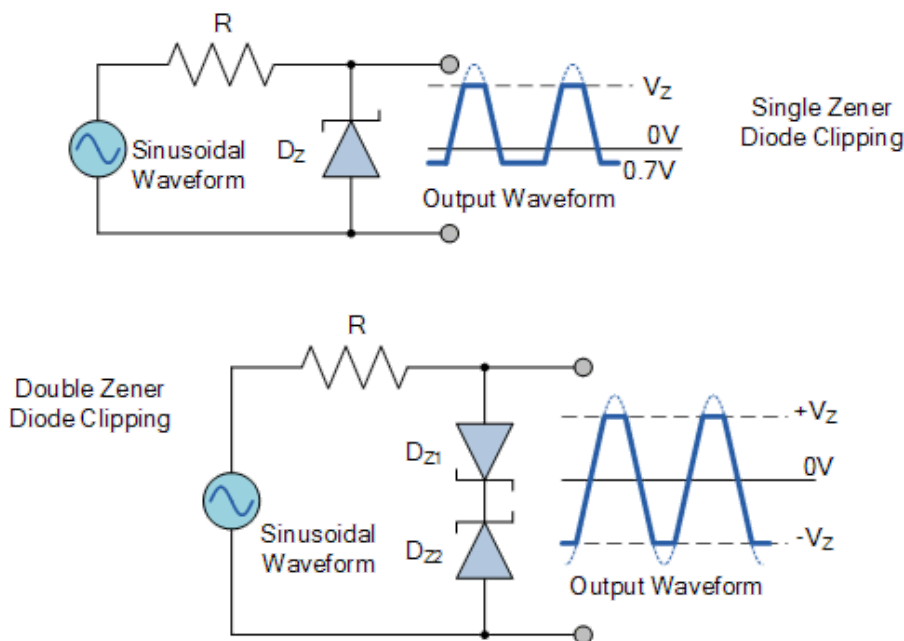 R
Sinusoidal
Waveform
DZ
VZ
0V
0.7V
Output Waveform
Single Zener
Diode Clipping
R
Double Zener
Diode Clipping
Sinusoidal
Waveform
DZ1
DZ2
+VZ
0V
-VZ
Output Waveform